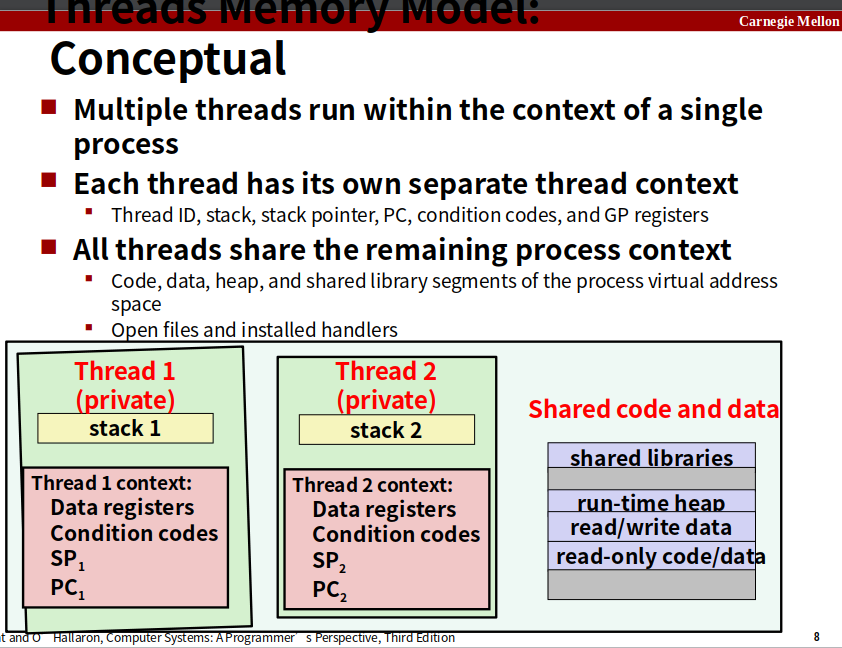 Carnegie Mellon
Threads Memory Model:
Conceptual
Multiple threads run within the context of a single
process
Each thread has its own separate thread context
Thread ID, stack, stack pointer, PC, condition codes, and GP registers
All threads share the remaining process context
Code, data, heap, and shared library segments of the process virtual address
space
Open files and installed handlers
Thread 1
(private)
stack 1
Thread 1 context:
Data registers
Condition codes
SP1
PC1
Thread 2
(private)
stack 2
Thread 2 context:
Data registers
Condition codes
SP2
PC2
Shared code and data
shared libraries
run-time heap
read/write data
read-only code/data
and O' Hallaron, Computer Systems: A Programmer' s Perspective, Third Edition
8